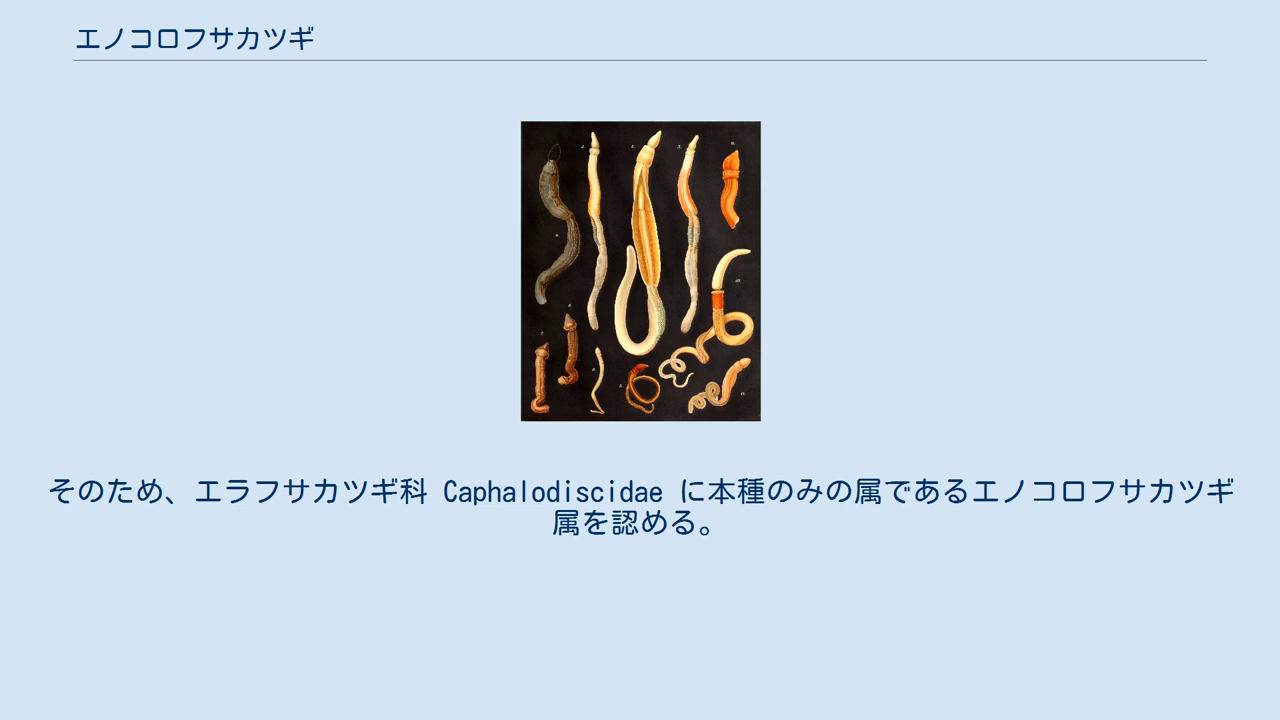 エノコロフサカツギ
そのため、エラフサカツギ科 Caphalodiscidae に本種のみの属であるエノコロフサカツギ
属を認める。